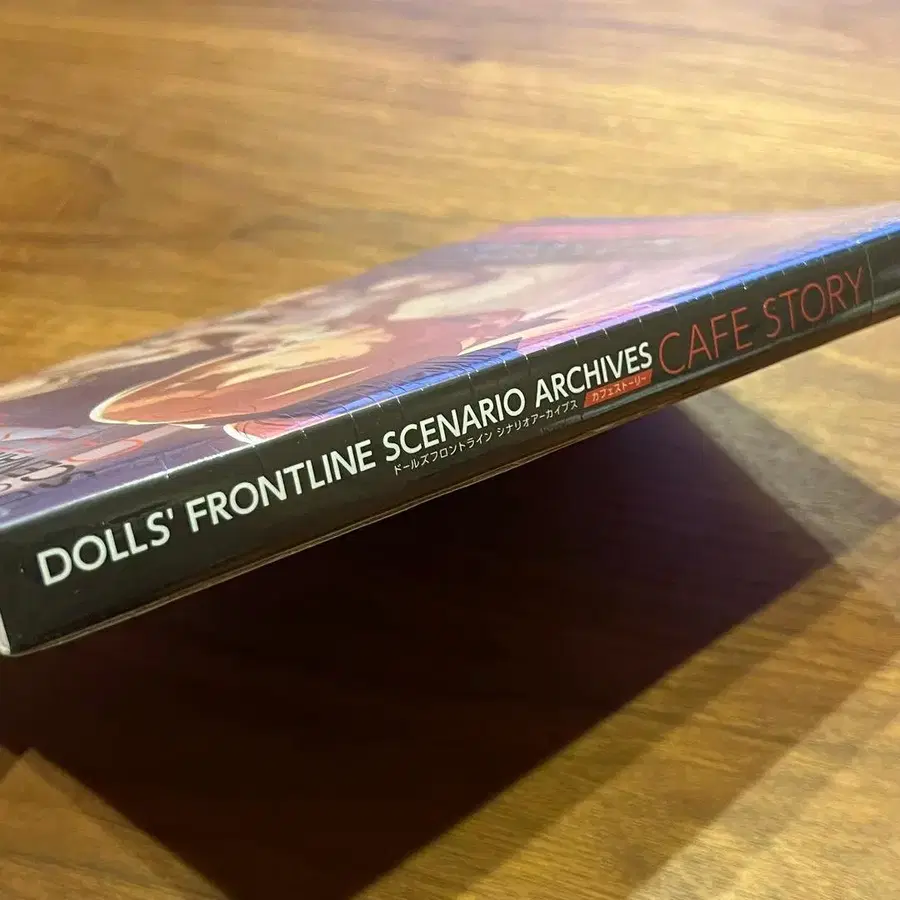 DOLLS' FRONTLINE SCENARIO ARCHIVES CAFE STORY
ドールズフロントライン シナリオアーカイブス カフェストーリー